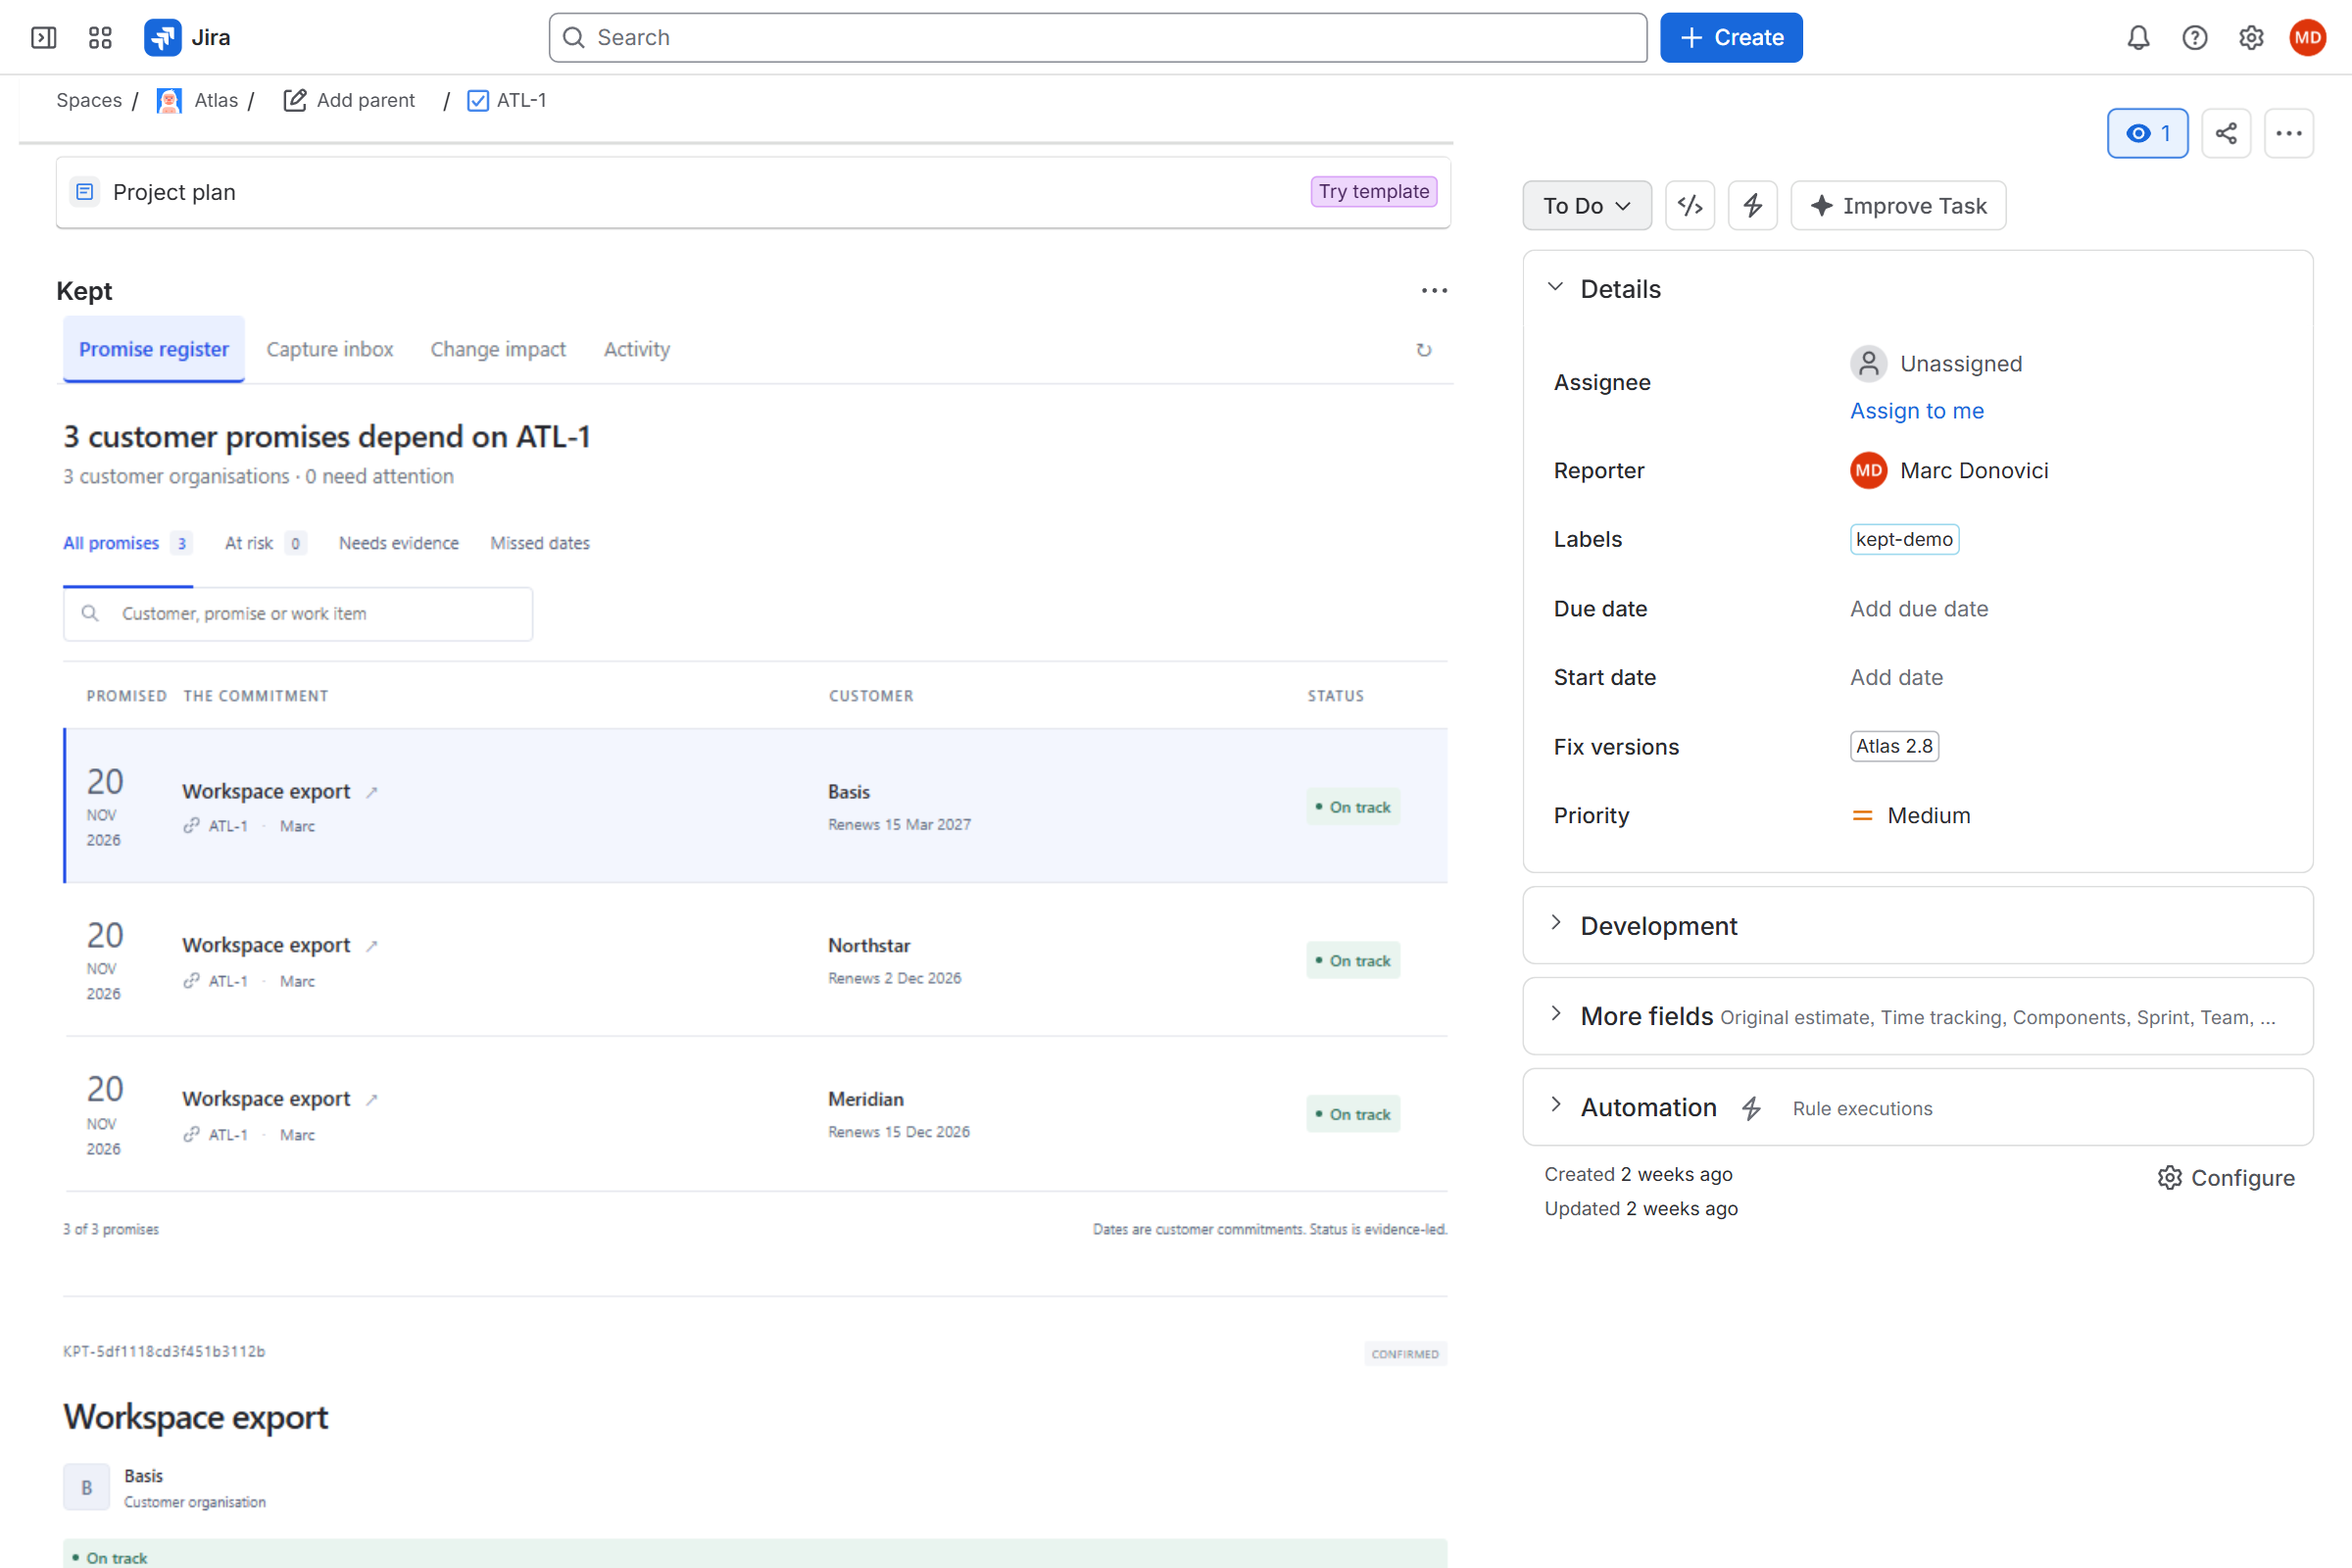 Jira
Search
Create
MD
Spaces / Atlas / Add parent / ATL-1
1
Project plan
Try template
To Do
Improve Task
Kept
Promise register
Capture inbox
Change impact
Activity
3 customer promises depend on ATL-1
3 customer organisations · 0 need attention
All promises 3
At risk 0
Needs evidence
Missed dates
Customer, promise or work item
PROMISED THE COMMITMENT CUSTOMER STATUS
20 NOV 2026
Workspace export
ATL-1 · Marc
Basis
Renews 15 Mar 2027
On track
20 NOV 2026
Workspace export
ATL-1 · Marc
Northstar
Renews 2 Dec 2026
On track
20 NOV 2026
Workspace export
ATL-1 · Marc
Meridian
Renews 15 Dec 2026
On track
3 of 3 promises
Dates are customer commitments. Status is evidence-led.
KPT-5df1118cd3f451b3112b
CONFIRMED
Workspace export
B
Basis
Customer organisation
On track
Details
Assignee
Unassigned
Assign to me
Reporter
MD Marc Donovici
Labels
kept-demo
Due date
Add due date
Start date
Add date
Fix versions
Atlas 2.8
Priority
Medium
Development
More fields Original estimate, Time tracking, Components, Sprint, Team, ...
Automation
Rule executions
Created 2 weeks ago
Updated 2 weeks ago
Configure